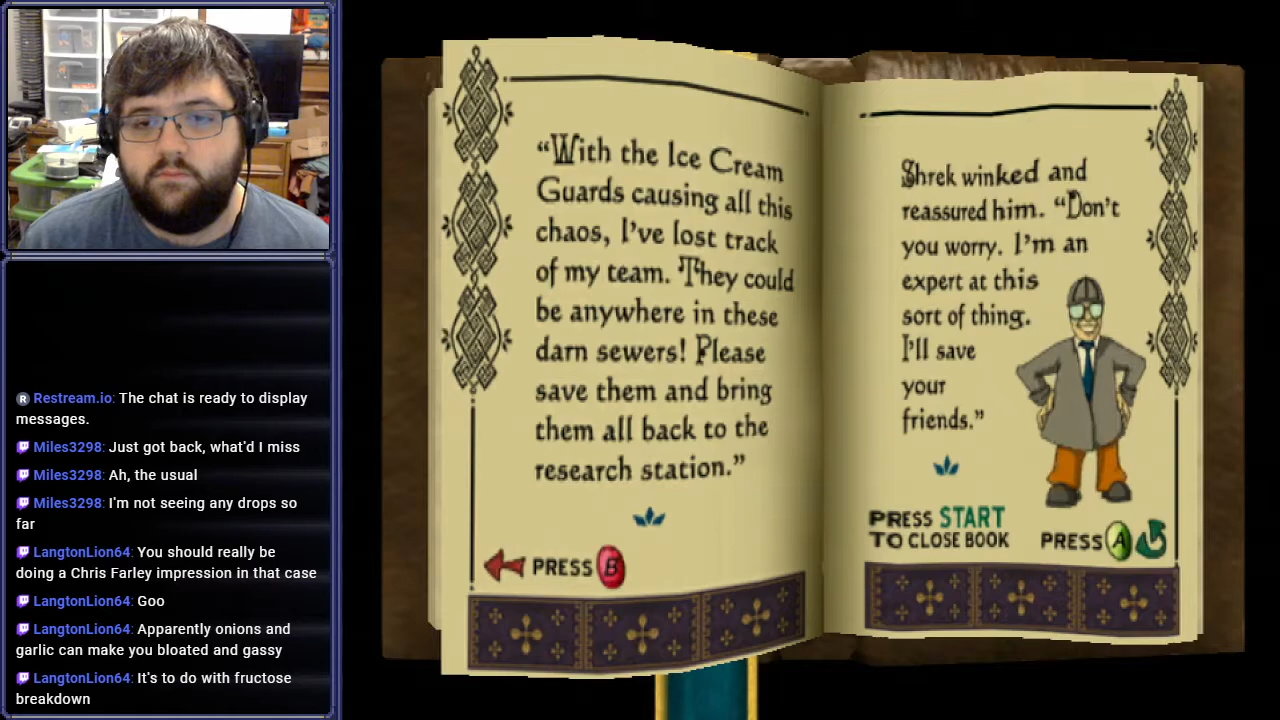 Restream.io: The chat is ready to display
messages.
Miles3298: Just got back, what'd I miss
Miles3298: Ah, the usual
Miles3298: I'm not seeing any drops so
far
LangtonLion64: You should really be
doing a Chris Farley impression in that case
LangtonLion64: Goo
LangtonLion64: Apparently onions and
garlic can make you bloated and gassy
LangtonLion64: It's to do with fructose
breakdown
“With the Ice Cream
Guards causing all this
chaos, I've lost track
of my team. They could
be anywhere in these
darn sewers! Please
save them and bring
them all back to the
research station.”
PRESS B
Shrek winked and
reassured him. “Don't
you worry. I'm an
expert at this
sort of thing.
I'll save
your
friends.”
PRESS START
TO CLOSE BOOK
PRESS A